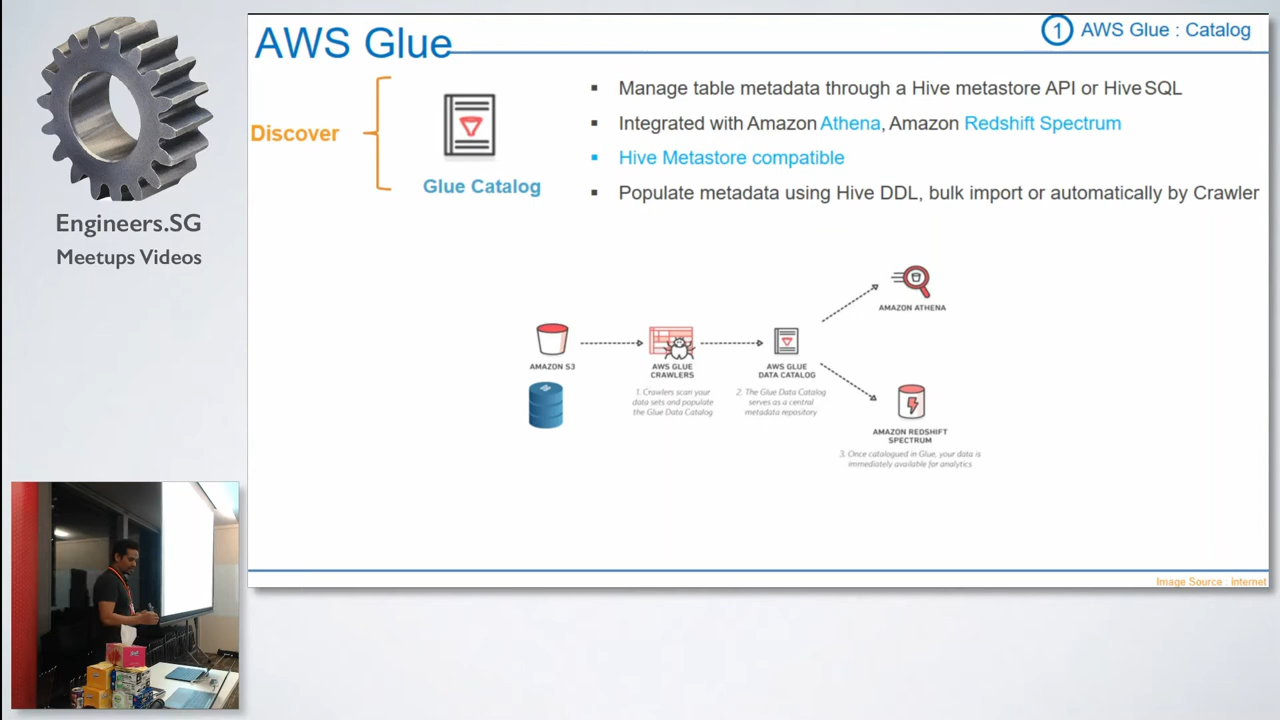 AWS Glue
1
AWS Glue : Catalog
Discover
Glue Catalog
▪ Manage table metadata through a Hive metastore API or Hive SQL
▪ Integrated with Amazon Athena, Amazon Redshift Spectrum
▪ Hive Metastore compatible
▪ Populate metadata using Hive DDL, bulk import or automatically by Crawler
Engineers.SG
Meetups Videos
AMAZON S3
AWS GLUE
CRAWLERS
1. Crawlers scan your
data sets and populate
the Glue Data Catalog
AWS GLUE
DATA CATALOG
2. The Glue Data Catalog
serves as a central
metadata repository
AMAZON ATHENA
AMAZON REDSHIFT
SPECTRUM
3. Once catalogued in Glue, your data is
immediately available for analytics
Image Source : Internet